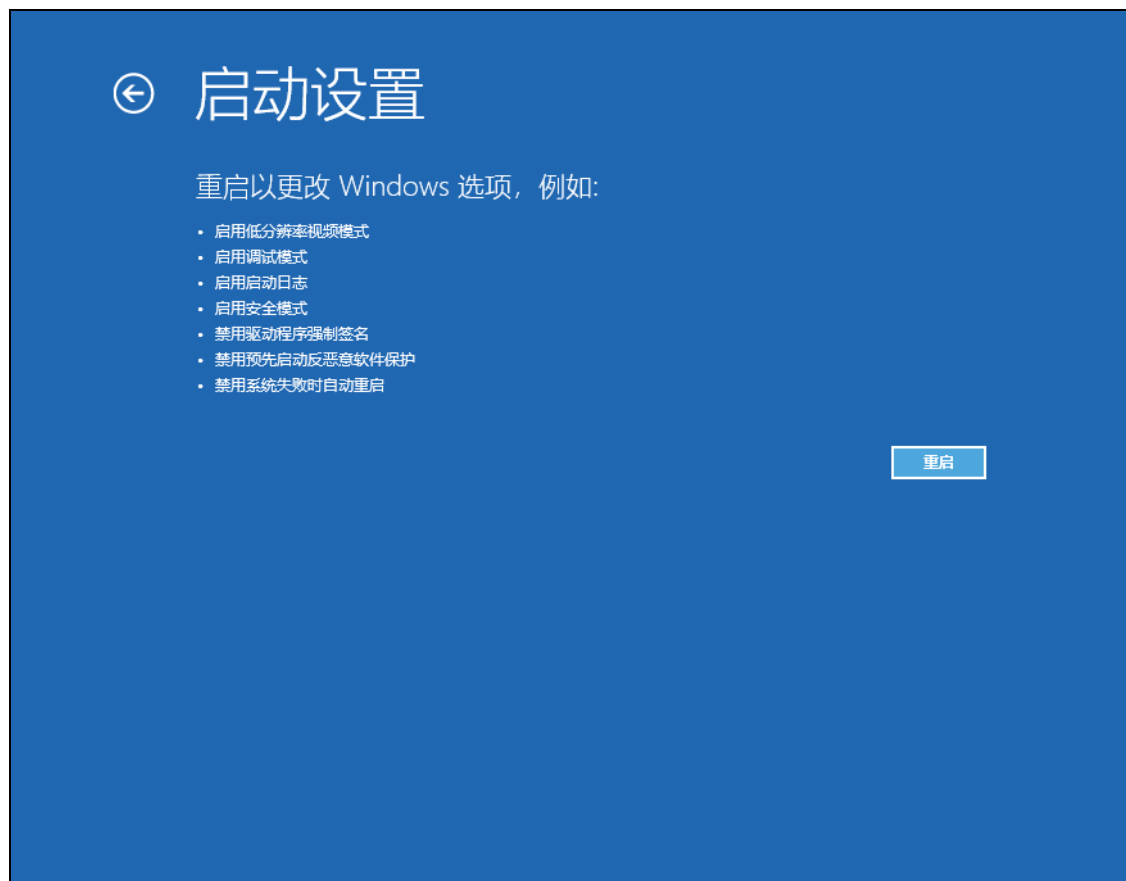 启动设置
重启以更改 Windows 选项，例如:
• 启用低分辨率视频模式
• 启用调试模式
• 启用启动日志
• 启用安全模式
• 禁用驱动程序强制签名
• 禁用预先启动反恶意软件保护
• 禁用系统失败时自动重启
重启